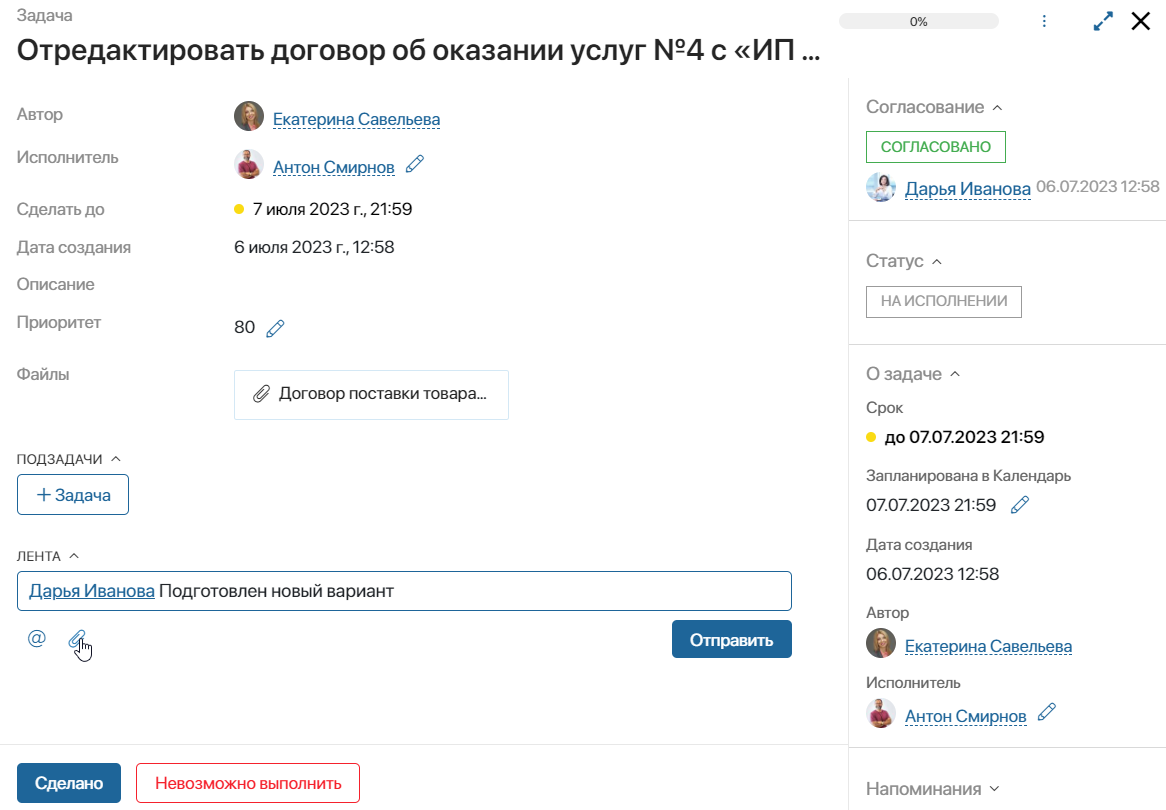 Задача
0%
Отредактировать договор об оказании услуг №4 с «ИП ...
Автор
Екатерина Савельева
Исполнитель
Антон Смирнов
Сделать до
7 июля 2023 г., 21:59
Дата создания
6 июля 2023 г., 12:58
Описание
Приоритет
80
Файлы
Договор поставки товара...
ПОДЗАДАЧИ
+ Задача
ЛЕНТА
Дарья Иванова Подготовлен новый вариант
@
Отправить
Сделано
Невозможно выполнить
Согласование
СОГЛАСОВАНО
Дарья Иванова 06.07.2023 12:58
Статус
НА ИСПОЛНЕНИИ
О задаче
Срок
до 07.07.2023 21:59
Запланирована в Календарь
07.07.2023 21:59
Дата создания
06.07.2023 12:58
Автор
Екатерина Савельева
Исполнитель
Антон Смирнов
Напоминания